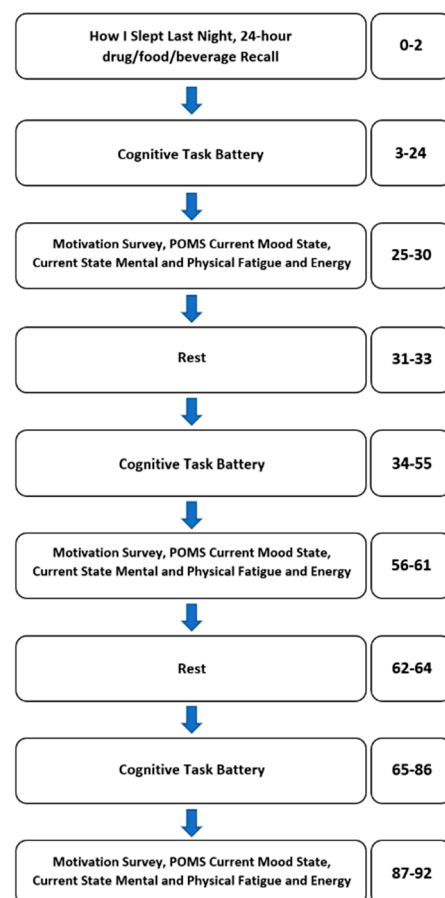 How I Slept Last Night, 24-hour
drug/food/beverage Recall
0-2
Cognitive Task Battery
3-24
Motivation Survey, POMS Current Mood State,
Current State Mental and Physical Fatigue and Energy
25-30
Rest
31-33
Cognitive Task Battery
34-55
Motivation Survey, POMS Current Mood State,
Current State Mental and Physical Fatigue and Energy
56-61
Rest
62-64
Cognitive Task Battery
65-86
Motivation Survey, POMS Current Mood State,
Current State Mental and Physical Fatigue and Energy
87-92